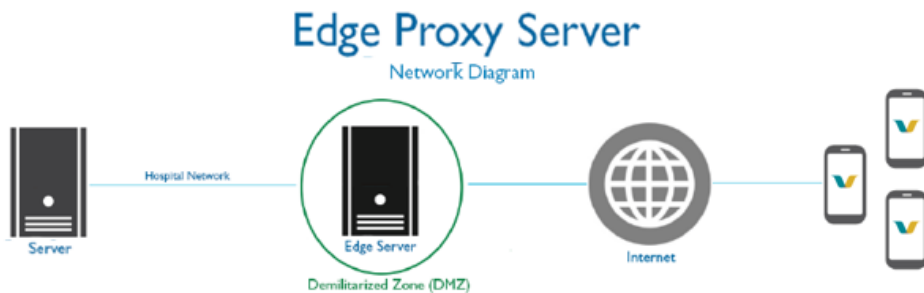 Edge Proxy Server
Network Diagram
Hospital Network
Server
Edge Server
Internet
Demilitarized Zone (DMZ)